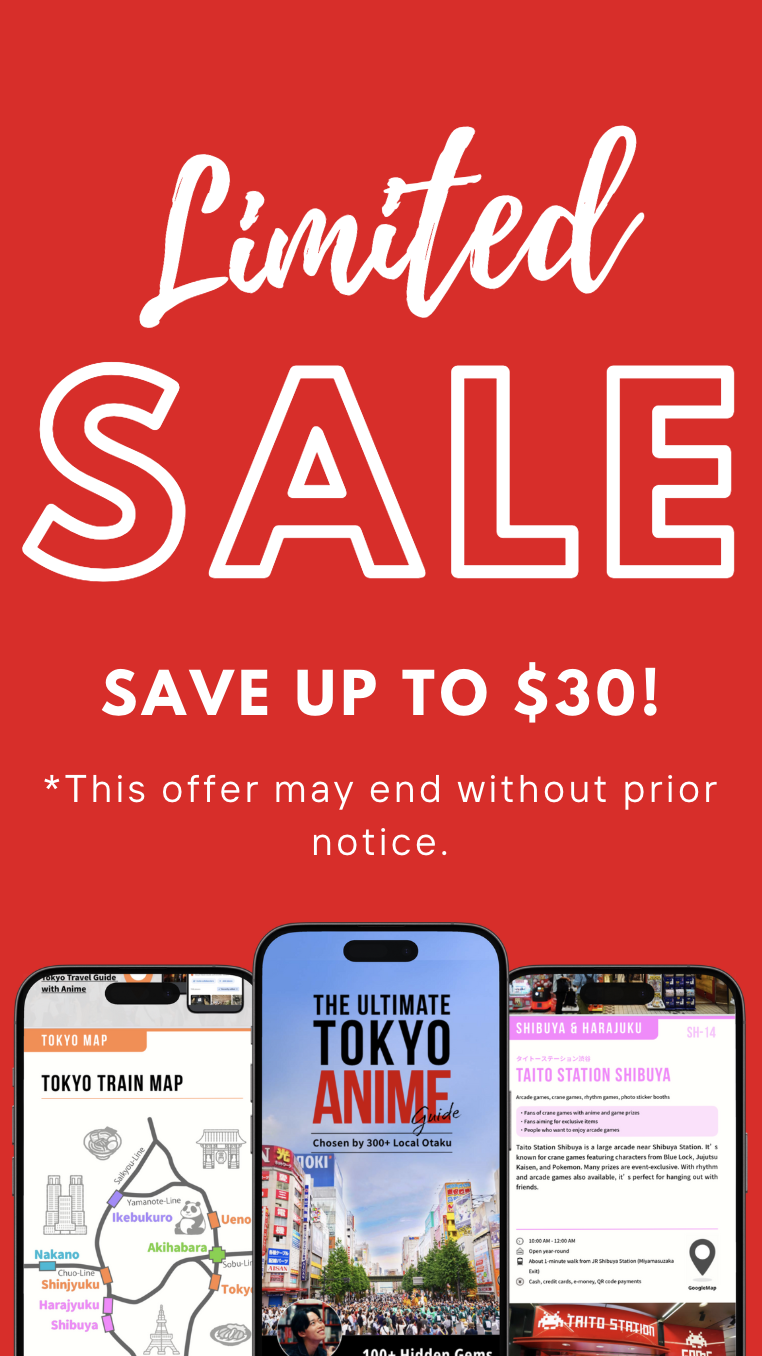 Limited
SALE
SAVE UP TO $30!
*This offer may end without prior
notice.
Tokyo Travel Guide
with Anime
TOKYO MAP
TOKYO TRAIN MAP
Saikyou-Line
Yamanote-Line
Ikebukuro
Ueno
Akihabara
Nakano
Chuo-Line
Sobu-Lin
Shinjyuku
Tokyo
Harajyuku
Shibuya
THE ULTIMATE
TOKYO
ANIME
Guide
Chosen by 300+ Local Otaku
100+ Hidden Gems
SHIBUYA & HARAJUKU
SH-14
タイトーステーション渋谷
TAITO STATION SHIBUYA
Arcade games, crane games, rhythm games, photo sticker booths
• Fans of crane games with anime and game prizes
• Fans aiming for exclusive items
• People who want to enjoy arcade games
Taito Station Shibuya is a large arcade near Shibuya Station. It's
known for crane games featuring characters from Blue Lock, Jujutsu
Kaisen, and Pokemon. Many prizes are event-exclusive. With rhythm
and arcade games also available, it's perfect for hanging out with
friends.
10:00 AM - 12:00 AM
Open year-round
About 1-minute walk from JR Shibuya Station (Miyamasuzaka
Exit)
Cash, credit cards, e-money, QR code payments
GoogleMap
TAITO STATION